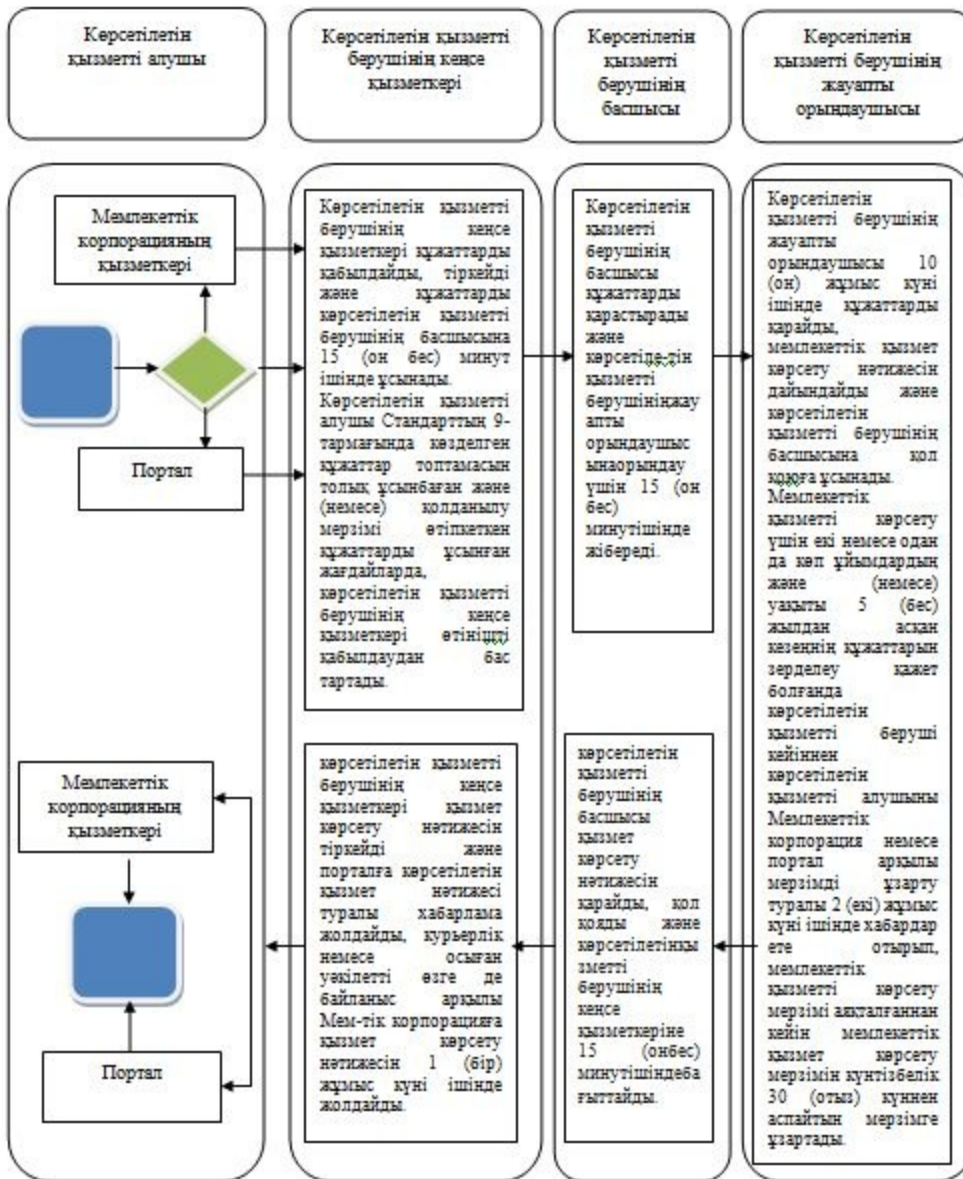 Көрсетілетін
қызметті алушы
Көрсетілетін қызметті
берушінің кеңсе
қызметкері
Көрсетілетін
қызметті
берушінің
басшысы
Көрсетілетін
қызметті берушінің
жауапты
орындаушысы
Мемлекеттік
корпорацияның
қызметкері
Портал
Көрсетілетін қызметті
берушінің кеңсе
қызметкері құжаттарды
қабылдайды, тіркейді
және құжаттарды
көрсетілетін қызметті
берушінің басшысына
15 (он бес) минут
ішінде ұсынады.
Көрсетілетін қызметті
алушы Стандарттың 9-
тармағында көзделген
құжаттар топтамасын
толық ұсынбаған және
(немесе) қолданылу
мерзімі өтіпкеткен
құжаттарды ұсынған
жағдайларда,
көрсетілетін қызметті
берушінің кеңсе
қызметкері өтінішті
қабылдаудан бас
тартады.
Көрсетілетін
қызметті
берушінің
басшысы
құжаттарды
қарастырады
және
көрсетіле-тін
қызметті
берушініңжау
апты
орындаушыс
ынаорындау
үшін 15 (он
бес)
минутішінде
жібереді.
Көрсетілетін
қызметті берушінің
жауапты
орындаушысы 10
(он) жұмыс күні
ішінде құжаттарды
қарайды,
мемлекеттік қызмет
көрсету нәтижесін
дайындайды және
көрсетілетін
қызметті берушінің
басшысына қол
қоюға ұсынады.
Мемлекеттік
қызметті көрсету
үшін екі немесе одан
да көп ұйымдардың
және (немесе)
уақыты 5 (бес)
жылдан асқан
кезеңнің құжаттарын
зерделеу қажет
болғанда
көрсетілетін
қызметті беруші
кейіннен
көрсетілетін
қызметті алушыны
Мемлекеттік
корпорация немесе
портал арқылы
мерзімді ұзарту
туралы 2 (екі) жұмыс
күні ішінде хабардар
ете отырып,
мемлекеттік
қызметті көрсету
мерзімі аяқталғаннан
кейін мемлекеттік
қызмет көрсету
мерзімін күнтізбелік
30 (отыз) күннен
аспайтын мерзімге
ұзартады.
Мемлекеттік
корпорацияның
қызметкері
Портал
көрсетілетін қызметті
берушінің кеңсе
қызметкері қызмет
көрсету нәтижесін
тіркейді және
порталға көрсетілетін
қызмет нәтижесі
туралы хабарлама
жолдайды, курьерлік
немесе осыған
уәкілетті өзге де
байланыс арқылы
Мем-тік корпорацияға
қызмет көрсету
нәтижесін 1 (бір)
жұмыс күні ішінде
жолдайды.
көрсетілетін
қызметті
берушінің
басшысы
қызмет
көрсету
нәтижесін
қарайды, қол
қояды және
көрсетілетінқы
зметті
берушінің
кеңсе
қызметкеріне
15 (онбес)
минутішіндеба
ғыттайды.